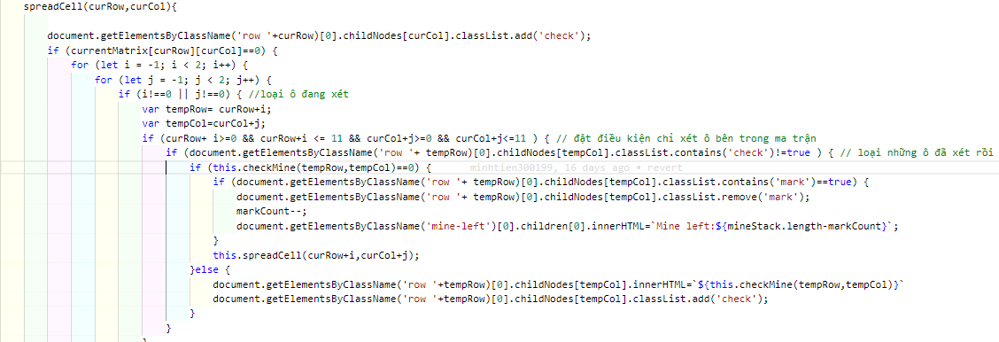 spreadCell(curRow,curCol){
document.getElementsByClassName('row '+curRow)[0].childNodes[curCol].classList.add('check');
if (currentMatrix[curRow][curCol]==0) {
for (let i = -1; i < 2; i++) {
for (let j = -1; j < 2; j++) {
if (i!==0 || j!==0) { //loại ô đang xét
var tempRow= curRow+i;
var tempCol=curCol+j;
if (curRow+ i>=0 && curRow+i <= 11 && curCol+j>=0 && curCol+j<=11 ) { // đặt điều kiện chỉ xét ô bên trong ma trận
if (document.getElementsByClassName('row '+ tempRow)[0].childNodes[tempCol].classList.contains('check')!=true ) { // loại những ô đã xét rồi
if (this.checkMine(tempRow,tempCol)==0) { minhtien300199, 16 days ago • revert
if (document.getElementsByClassName('row '+ tempRow)[0].childNodes[tempCol].classList.contains('mark')==true) {
document.getElementsByClassName('row '+ tempRow)[0].childNodes[tempCol].classList.remove('mark');
markCount--;
document.getElementsByClassName('mine-left')[0].children[0].innerHTML=`Mine left:${mineStack.length-markCount}`;
}
this.spreadCell(curRow+i,curCol+j);
}else {
document.getElementsByClassName('row '+tempRow)[0].childNodes[tempCol].innerHTML=`${this.checkMine(tempRow,tempCol)}`
document.getElementsByClassName('row '+tempRow)[0].childNodes[tempCol].classList.add('check');
}
}
}